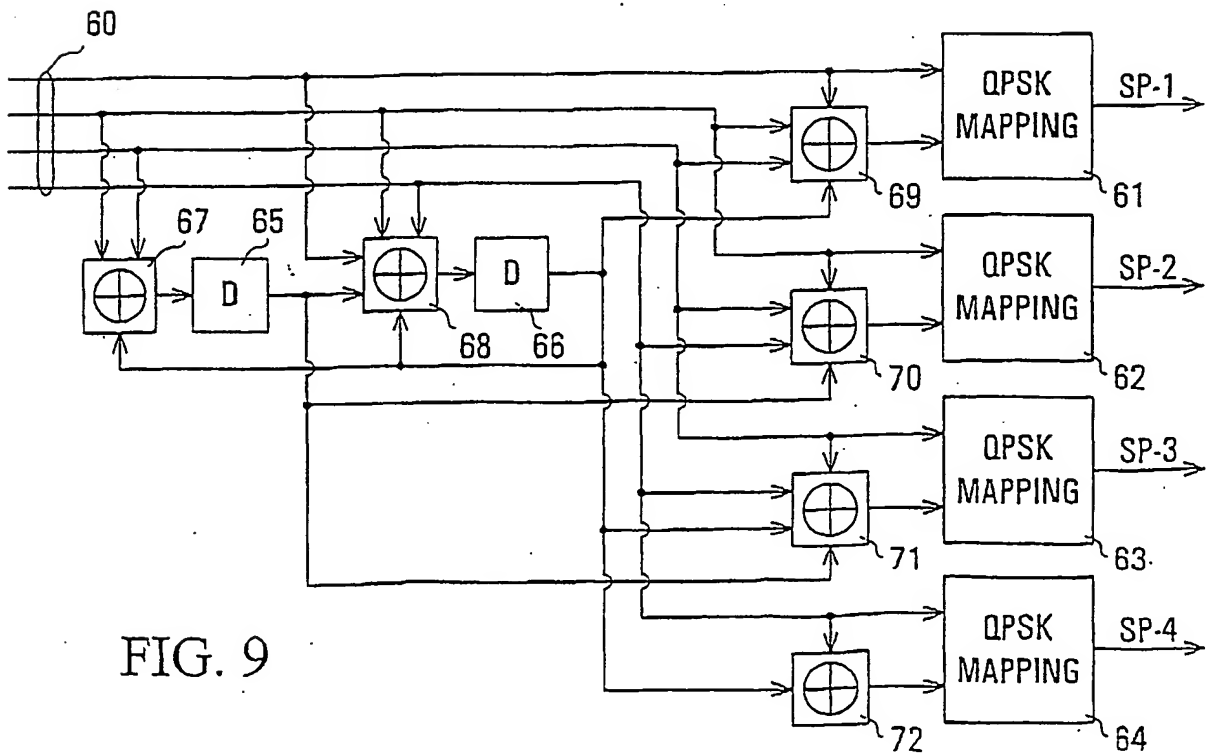 60
QPSK
MAPPING
SP-1
61
69
67
65
D
D
68
66
QPSK
MAPPING
SP-2
62
70
QPSK
MAPPING
SP-3
63
71
QPSK
MAPPING
SP-4
64
72
FIG. 9